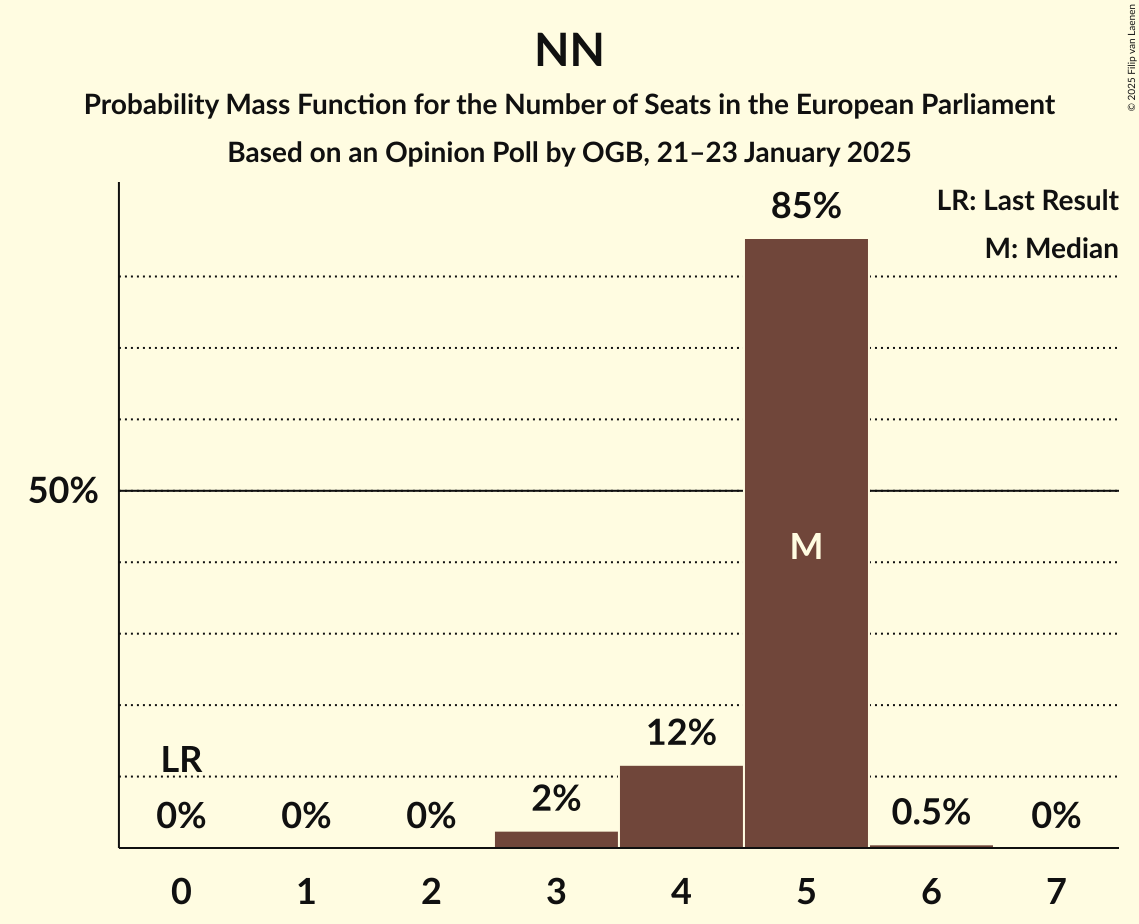 NN
Probability Mass Function for the Number of Seats in the European Parliament
Based on an Opinion Poll by OGB, 21–23 January 2025
© 2025 Filip van Laenen
LR: Last Result
M: Median
85%
50%
M
12%
LR
2%
0%
0%
0%
0.5%
0%
0 1 2 3 4 5 6 7